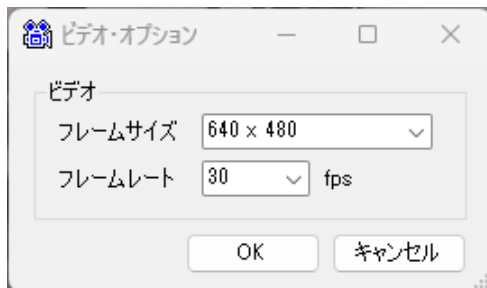 ビデオ・オプション
ビデオ
フレームサイズ 640 x 480
フレームレート 30 fps
OK キャンセル